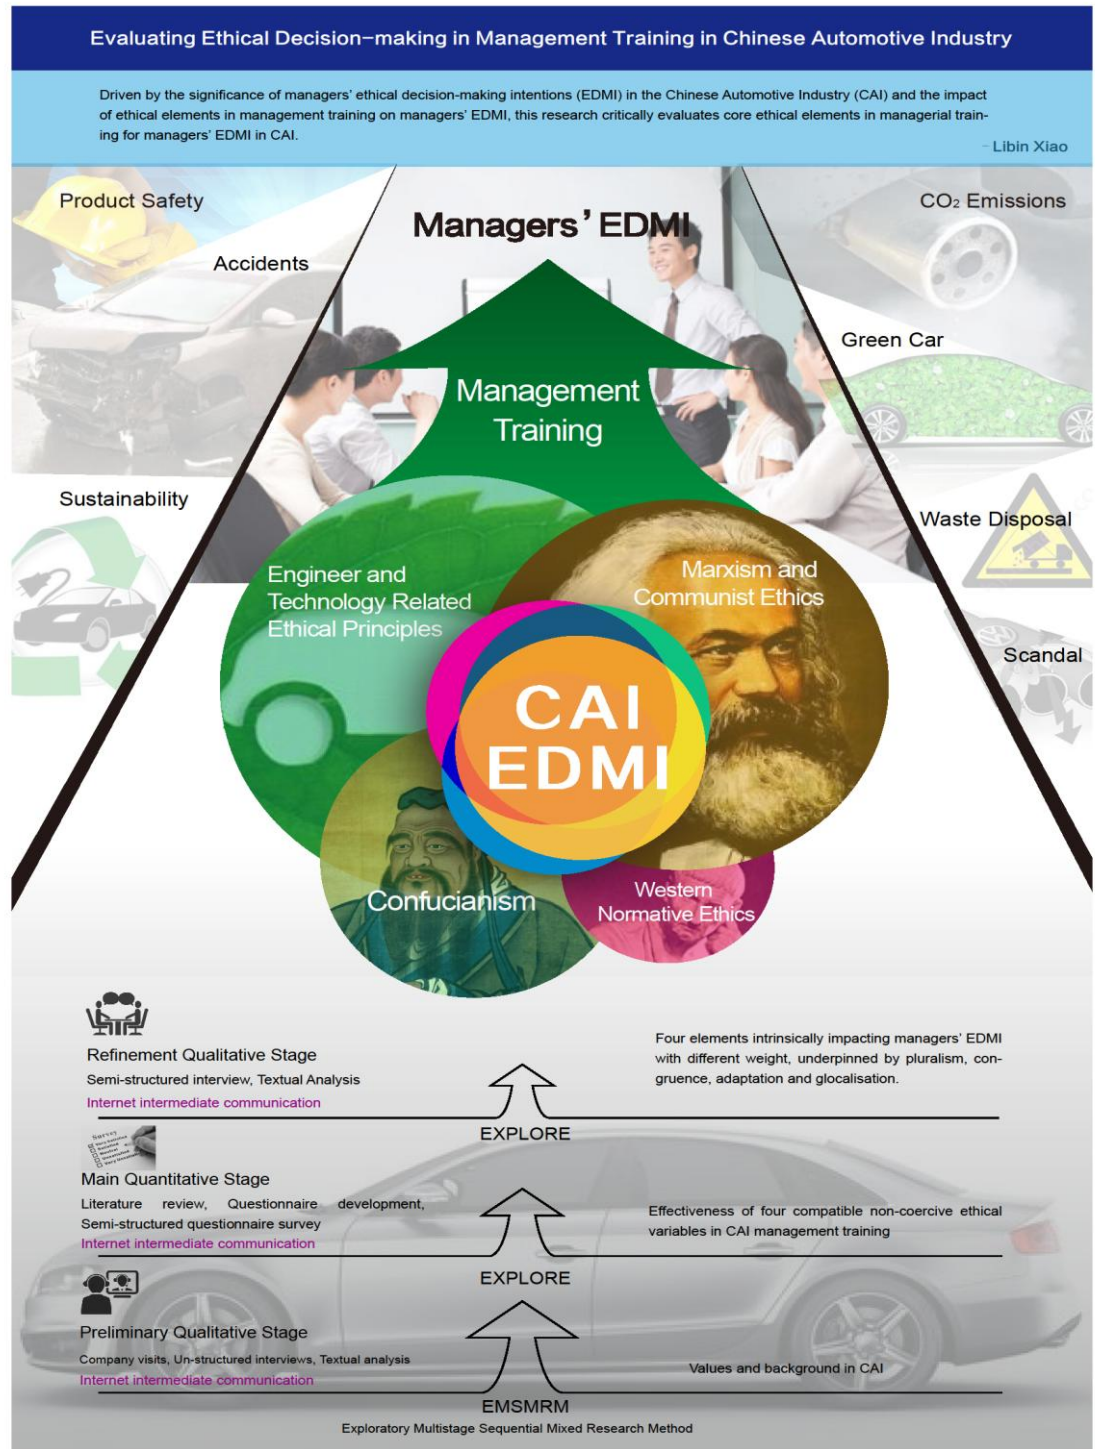 Evaluating Ethical Decision-making in Management Training in Chinese Automotive Industry
Driven by the significance of managers' ethical decision-making intentions (EDMI) in the Chinese Automotive Industry (CAI) and the impact
of ethical elements in management training on managers' EDMI, this research critically evaluates core ethical elements in managerial train-
ing for managers' EDMI in CAI.
- Libin Xiao
Product Safety
Accidents
Sustainability
Managers' EDMI
CO₂ Emissions
Green Car
Waste Disposal
Scandal
Management
Training
Engineer and
Technology Related
Ethical Principles
Marxism and
Communist Ethics
CAI
EDMI
Confucianism
Western
Normative Ethics
Refinement Qualitative Stage
Semi-structured interview, Textual Analysis
Internet intermediate communication
Four elements intrinsically impacting managers' EDMI
with different weight, underpinned by pluralism, con-
gruence, adaptation and glocalisation.
EXPLORE
Survey
Main Quantitative Stage
Literature review, Questionnaire development,
Semi-structured questionnaire survey
Internet intermediate communication
Effectiveness of four compatible non-coercive ethical
variables in CAI management training
EXPLORE
Preliminary Qualitative Stage
Company visits, Un-structured interviews, Textual analysis
Internet intermediate communication
Values and background in CAI
EMSMRM
Exploratory Multistage Sequential Mixed Research Method